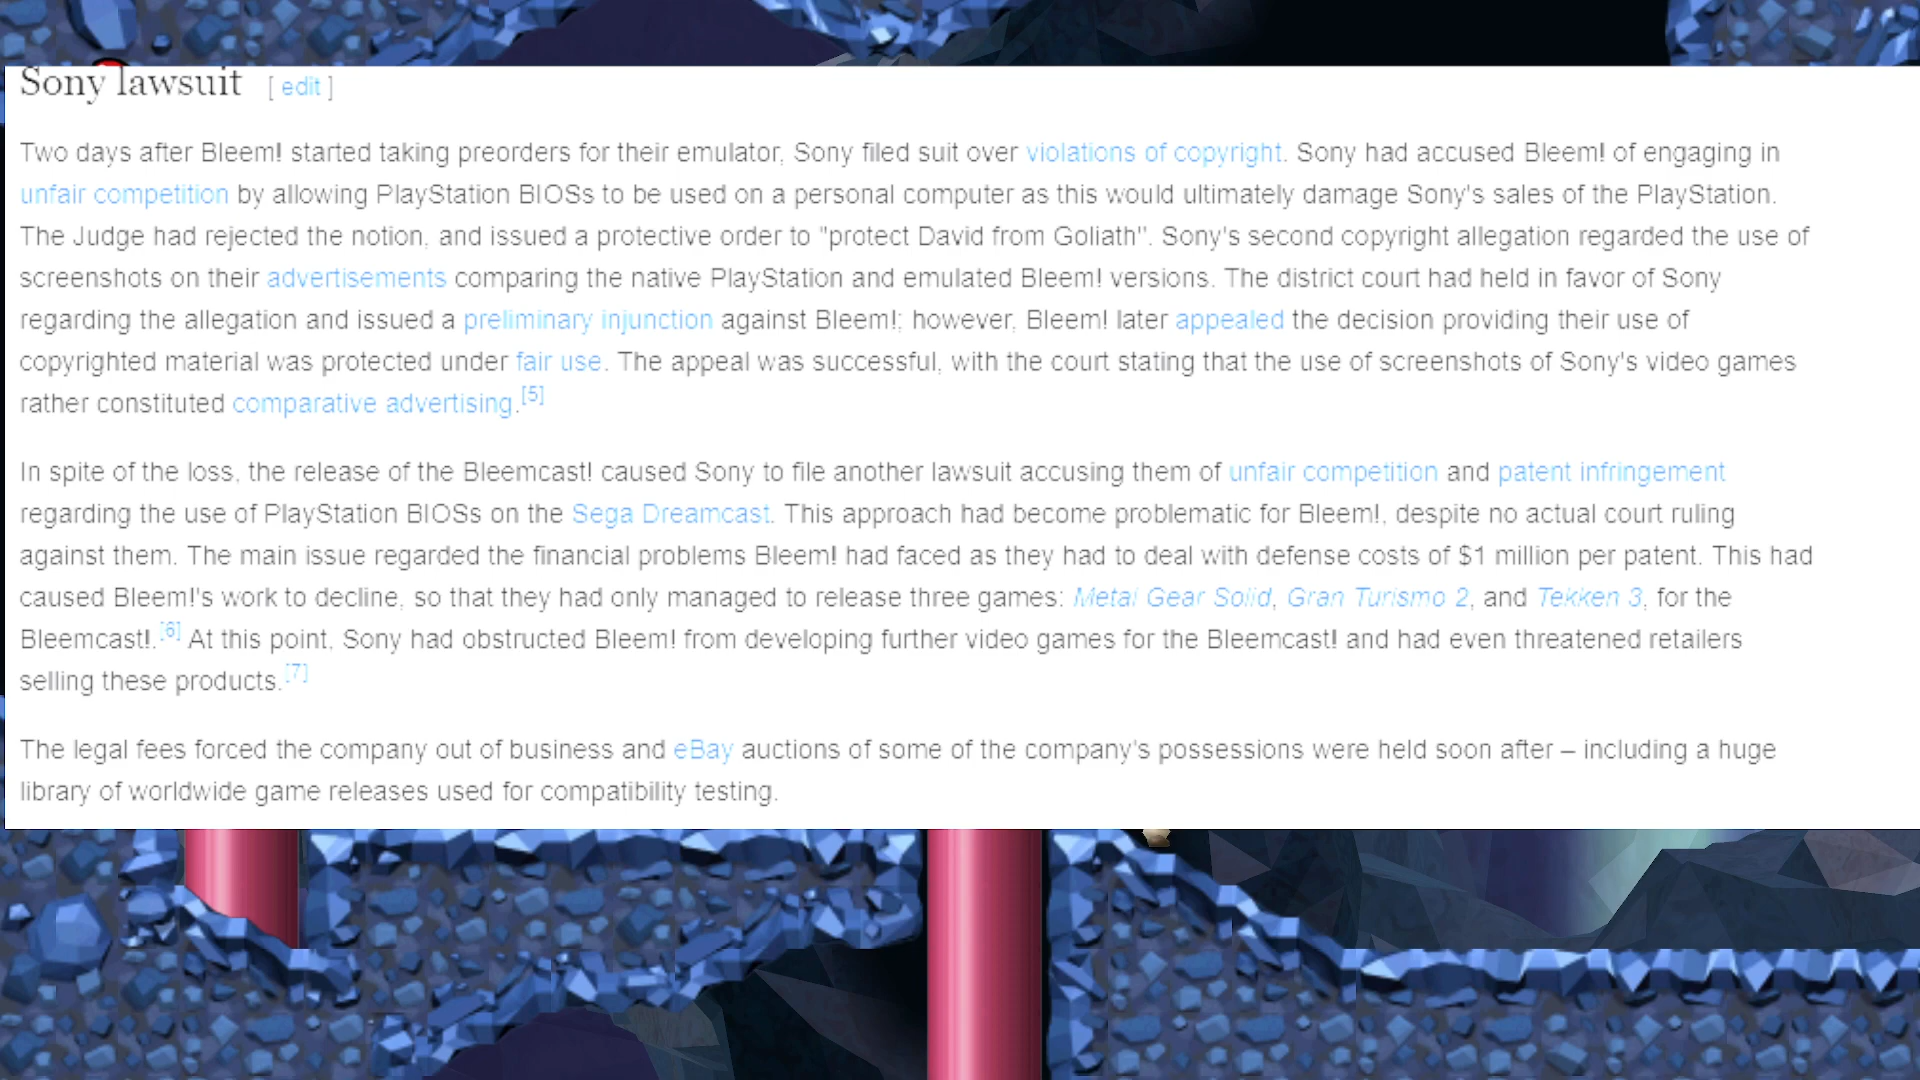 Sony lawsuit [ edit ]
Two days after Bleem! started taking preorders for their emulator, Sony filed suit over violations of copyright. Sony had accused Bleem! of engaging in
unfair competition by allowing PlayStation BIOSs to be used on a personal computer as this would ultimately damage Sony's sales of the PlayStation.
The Judge had rejected the notion, and issued a protective order to "protect David from Goliath". Sony's second copyright allegation regarded the use of
screenshots on their advertisements comparing the native PlayStation and emulated Bleem! versions. The district court had held in favor of Sony
regarding the allegation and issued a preliminary injunction against Bleem!; however, Bleem! later appealed the decision providing their use of
copyrighted material was protected under fair use. The appeal was successful, with the court stating that the use of screenshots of Sony's video games
rather constituted comparative advertising.[5]
In spite of the loss, the release of the Bleemcast! caused Sony to file another lawsuit accusing them of unfair competition and patent infringement
regarding the use of PlayStation BIOSs on the Sega Dreamcast. This approach had become problematic for Bleem!, despite no actual court ruling
against them. The main issue regarded the financial problems Bleem! had faced as they had to deal with defense costs of $1 million per patent. This had
caused Bleem!'s work to decline, so that they had only managed to release three games: Metal Gear Solid, Gran Turismo 2, and Tekken 3, for the
Bleemcast!.[6] At this point, Sony had obstructed Bleem! from developing further video games for the Bleemcast! and had even threatened retailers
selling these products.[7]
The legal fees forced the company out of business and eBay auctions of some of the company's possessions were held soon after – including a huge
library of worldwide game releases used for compatibility testing.